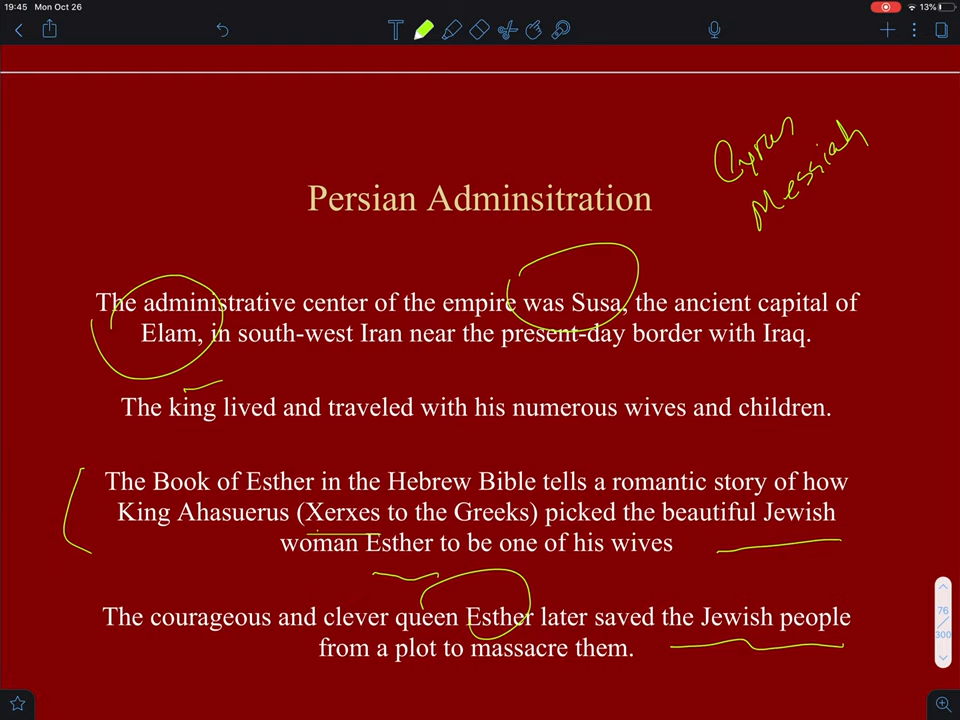 19:45 Mon Oct 26
13%
Cyrus
Messiah
Persian Adminsitration
The administrative center of the empire was Susa, the ancient capital of
Elam, in south-west Iran near the present-day border with Iraq.
The king lived and traveled with his numerous wives and children.
The Book of Esther in the Hebrew Bible tells a romantic story of how
King Ahasuerus (Xerxes to the Greeks) picked the beautiful Jewish
woman Esther to be one of his wives
The courageous and clever queen Esther later saved the Jewish people
from a plot to massacre them.
76
300